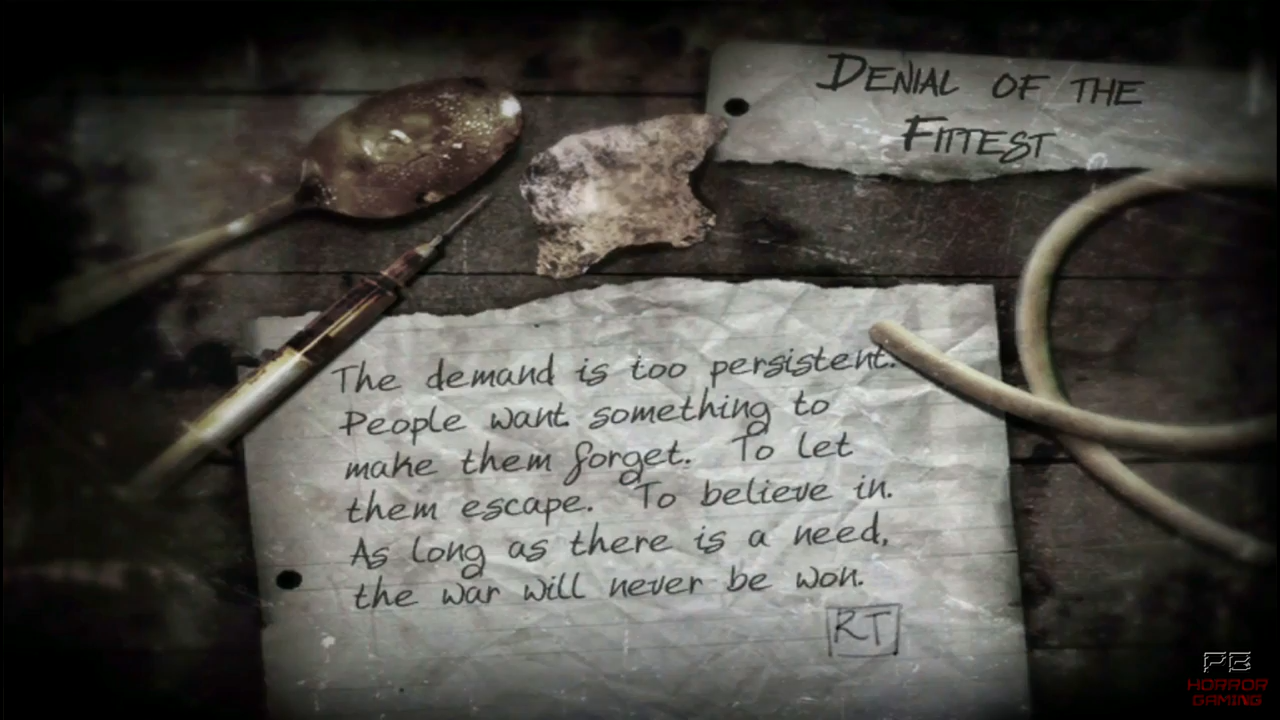 DENIAL OF THE
FITTEST
The demand is too persistent.
People want something to
make them forget. To let
them escape. To believe in.
As long as there is a need,
the war will never be won.
RT
PB
HORROR
GAMING